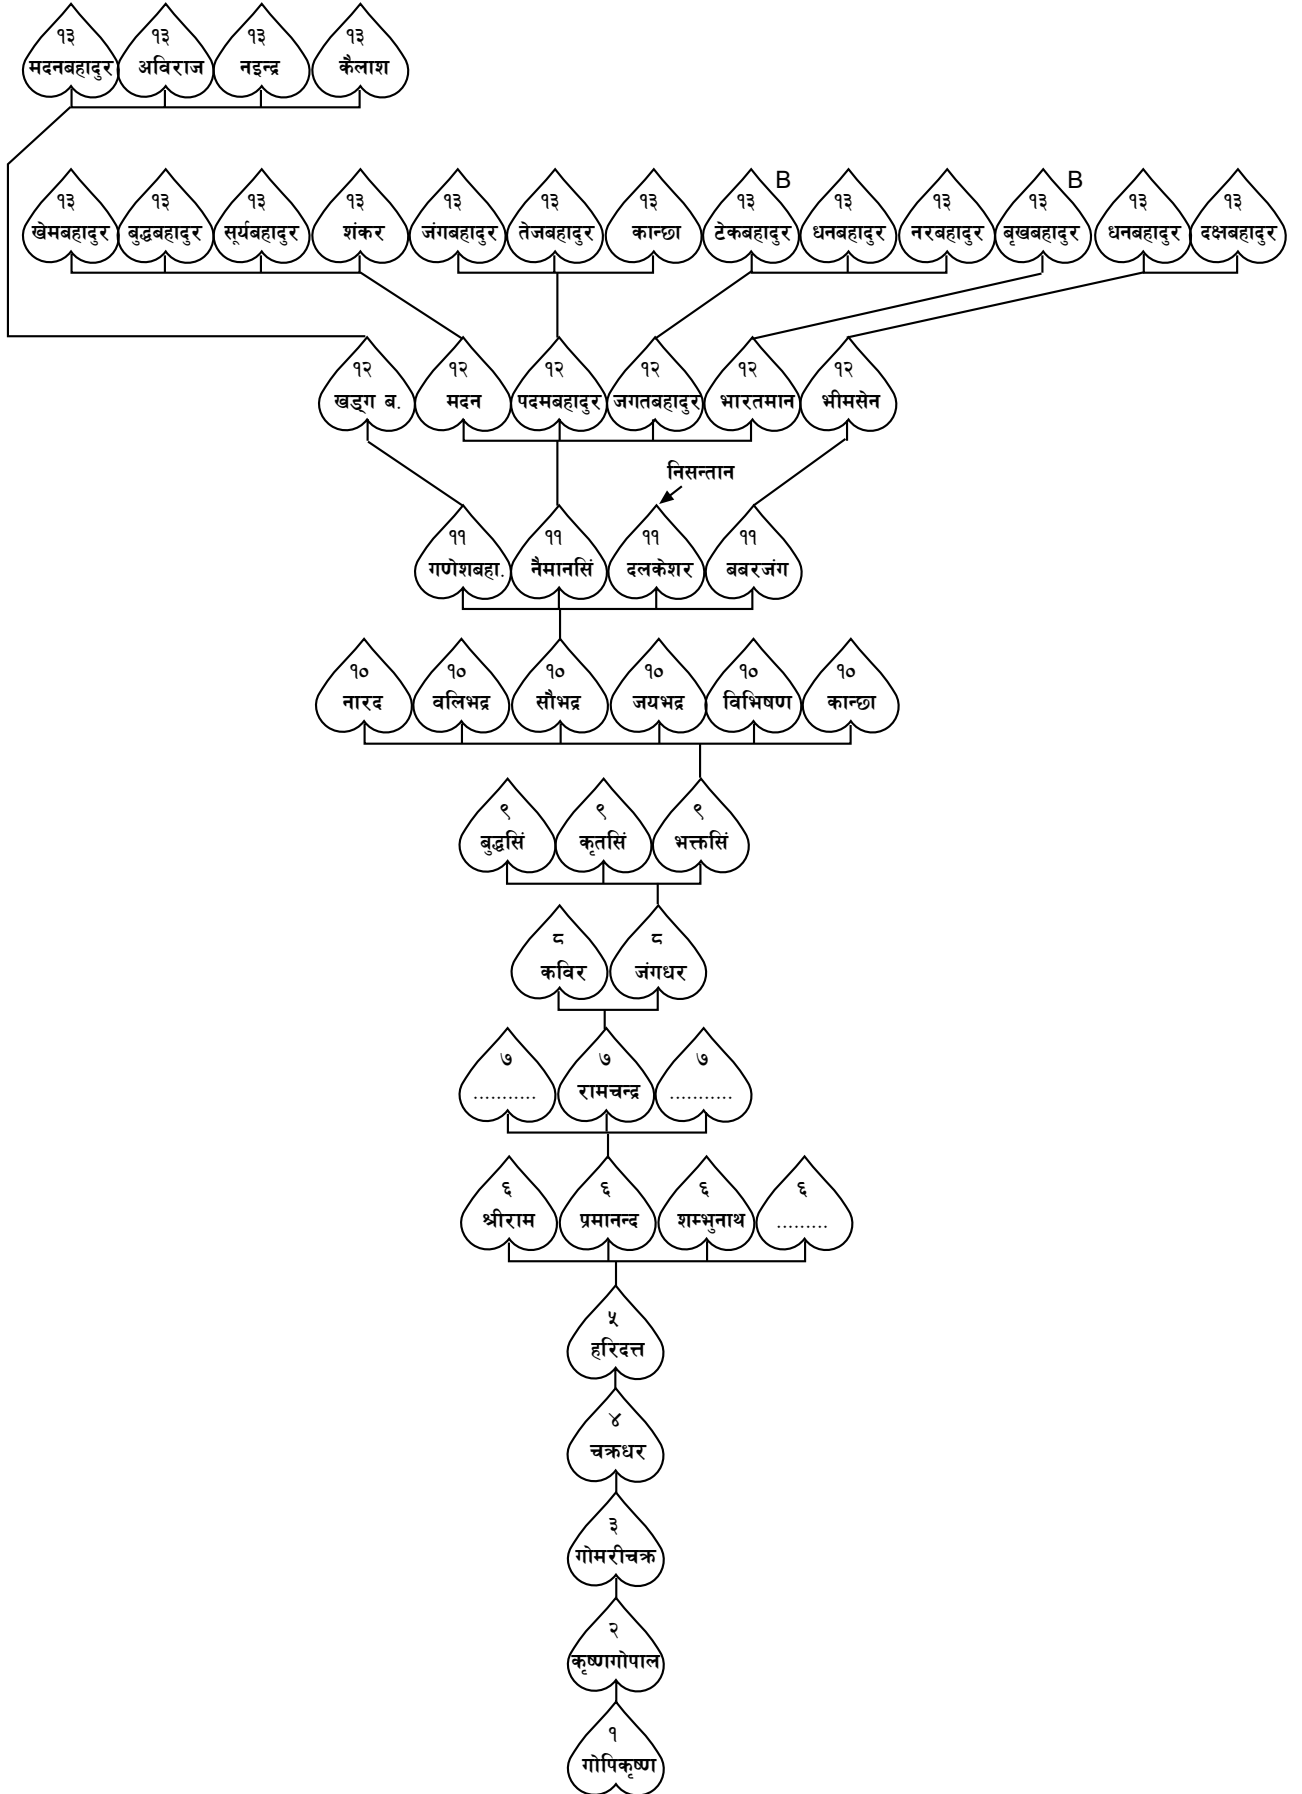 १३ १३ १३ १३
मदनबहादुर अविराज नइन्द्र कैलाश
B B
१३ १३ १३ १३ १३ १३ १३ १३ १३ १३ १३ १३ १३
खेमबहादुर बुद्धबहादुर सूर्यबहादुर शंकर जंगबहादुर तेजबहादुर कान्छा टेकबहादुर धनबहादुर नरबहादुर बृखबहादुर धनबहादुर दक्षबहादुर
१२ १२ १२ १२ १२ १२
खड्ग ब. मदन पदमबहादुर जगतबहादुर भारतमान भीमसेन
निसन्तान
११ ११ ११ ११
गणेशबहा. नैमानसिं दलकेशर बबरजंग
१० १० १० १० १० १०
नारद वलिभद्र सौभद्र जयभद्र विभिषण कान्छा
९ ९ ९
बुद्धसिं कृतसिं भक्तसिं
८ ८
कविर जंगधर
७ ७ ७
........... रामचन्द्र ...........
६ ६ ६ ६
श्रीराम प्रमानन्द शम्भुनाथ .........
५
हरिदत्त
४
चक्रधर
३
गोमरीचक्र
२
कृष्णगोपाल
१
गोपिकृष्ण